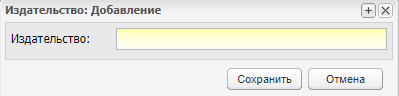 Издательство: Добавление
Издательство:
Сохранить Отмена